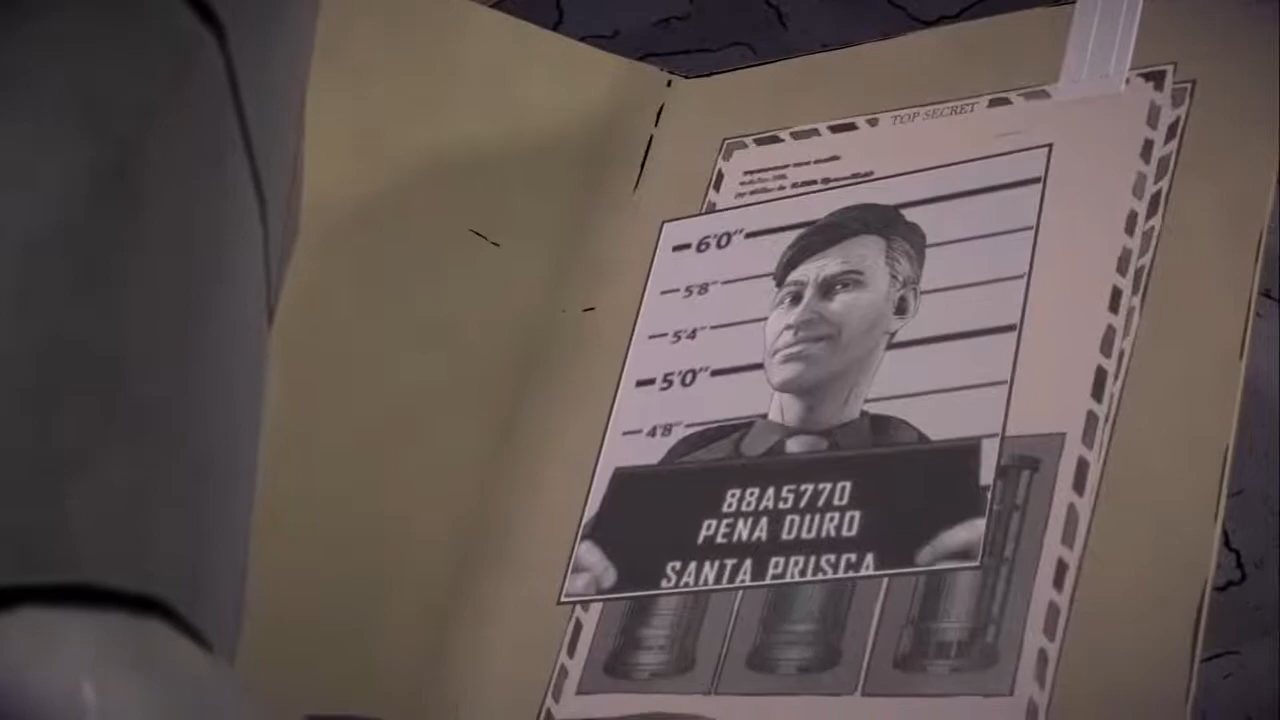 TOP SECRET
6'0"
5'8"
5'4"
5'0"
4'8"
88A5770
PENA DURO
SANTA PRISCA